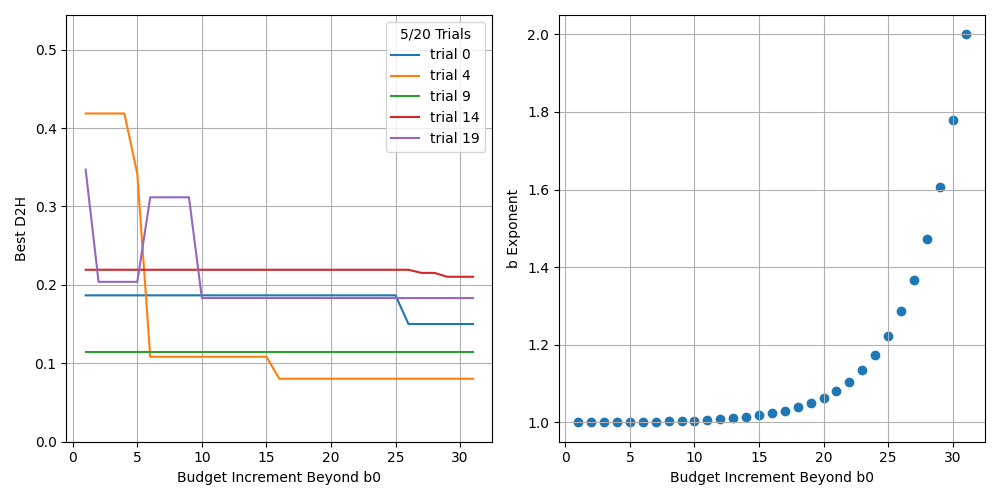 0.5
0.4
0.3
0.2
0.1
0.0
Best D2H
0 5 10 15 20 25 30
Budget Increment Beyond b0
5/20 Trials
trial 0
trial 4
trial 9
trial 14
trial 19
2.0
1.8
1.6
1.4
1.2
1.0
b Exponent
0 5 10 15 20 25 30
Budget Increment Beyond b0